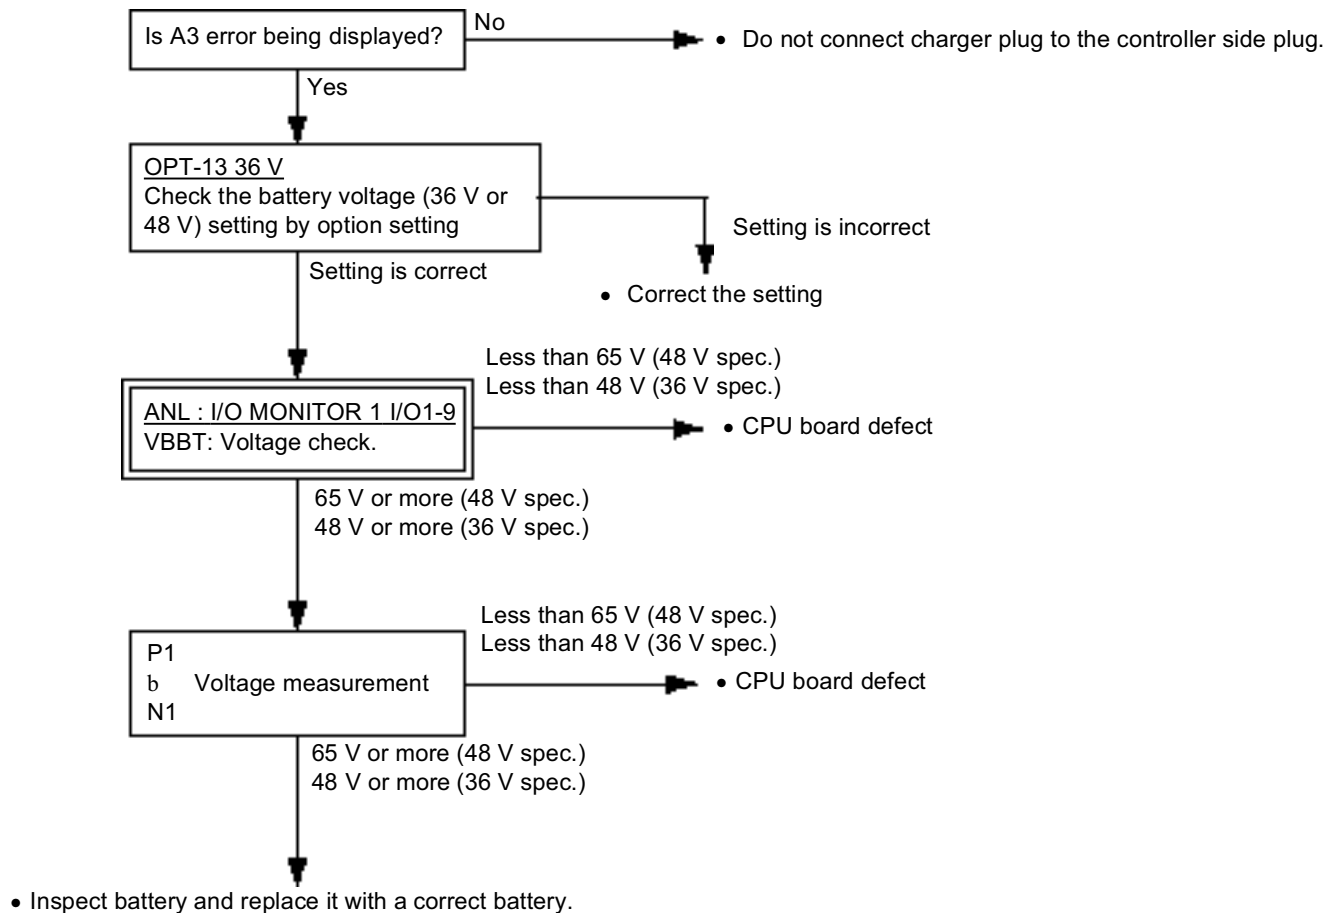 Is A3 error being displayed?
No
• Do not connect charger plug to the controller side plug.
Yes
OPT-13 36 V
Check the battery voltage (36 V or
48 V) setting by option setting
Setting is incorrect
Setting is correct
• Correct the setting
Less than 65 V (48 V spec.)
Less than 48 V (36 V spec.)
ANL : I/O MONITOR 1 I/O1-9
VBBT: Voltage check.
• CPU board defect
65 V or more (48 V spec.)
48 V or more (36 V spec.)
Less than 65 V (48 V spec.)
Less than 48 V (36 V spec.)
P1
b Voltage measurement
N1
• CPU board defect
65 V or more (48 V spec.)
48 V or more (36 V spec.)
• Inspect battery and replace it with a correct battery.